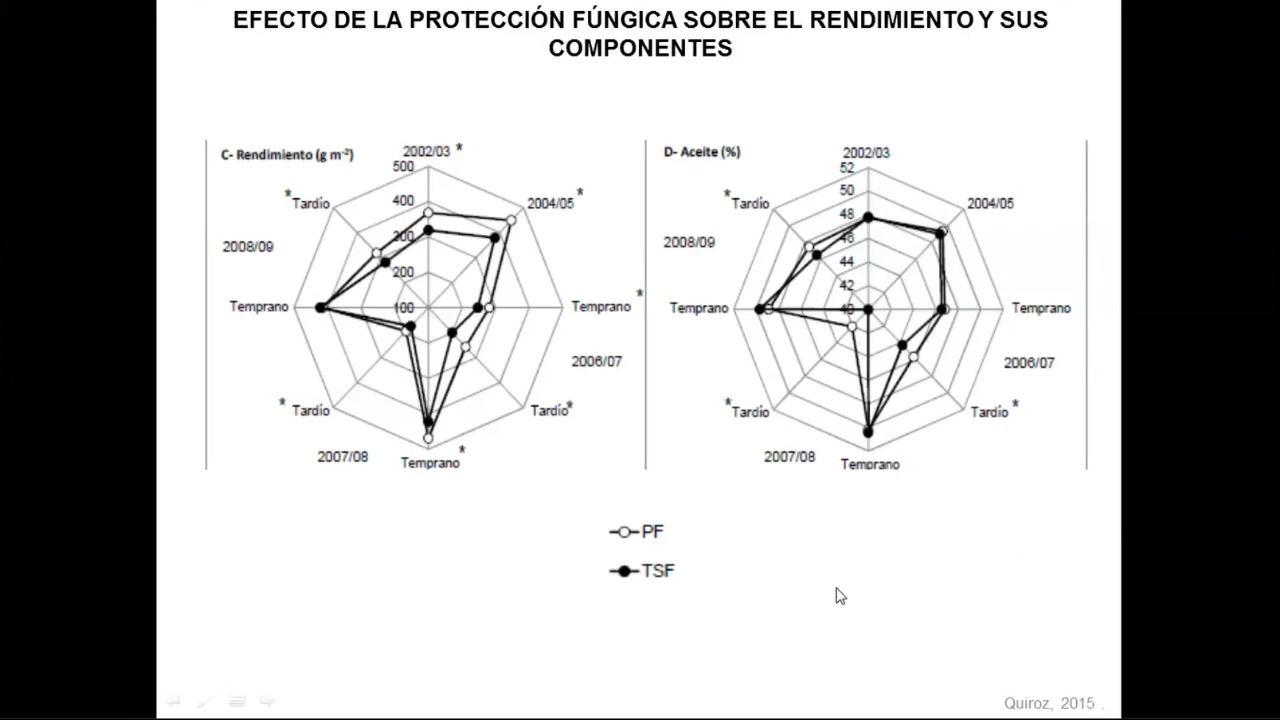 EFECTO DE LA PROTECCIÓN FÚNGICA SOBRE EL RENDIMIENTO Y SUS
COMPONENTES
C- Rendimiento (g m⁻²)
2002/03 *
500
400
300
200
100
2004/05 *
Temprano *
2006/07
Tardío*
Temprano *
2007/08
* Tardío
Temprano
2008/09
*Tardío
D- Aceite (%)
2002/03
52
50
48
46
44
42
40
2004/05
Temprano
2006/07
Tardío *
Temprano
2007/08
*Tardío
Temprano
2008/09
*Tardío
PF
TSF
Quiroz, 2015 .